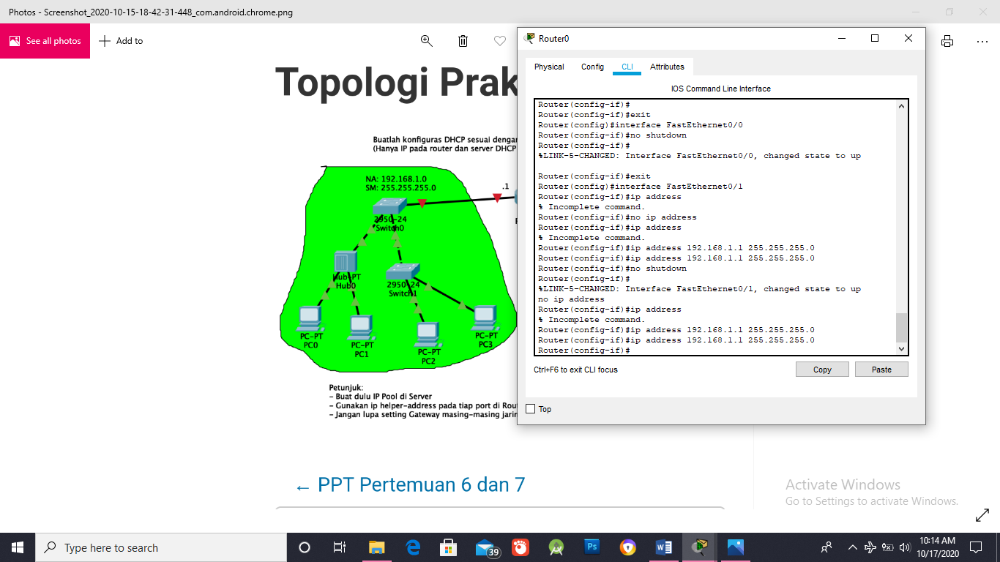 Photos - Screenshot_2020-10-15-18-42-31-448_com.android.chrome.png
See all photos
Add to
Topologi Prak
Buatlah konfiguras DHCP sesuai dengan
(Hanya IP pada router dan server DHCP
NA: 192.168.1.0
SM: 255.255.255.0
.1
2950-24
Switch0
Hub-PT
Hub0
2950-24
Switch1
PC-PT
PC0
PC-PT
PC1
PC-PT
PC2
PC-PT
PC3
Petunjuk:
- Buat dulu IP Pool di Server
- Gunakan ip helper-address pada tiap port di Rou
- Jangan lupa setting Gateway masing-masing jarin
← PPT Pertemuan 6 dan 7
Router0
Physical Config CLI Attributes
IOS Command Line Interface
Router(config-if)#
Router(config-if)#exit
Router(config)#interface FastEthernet0/0
Router(config-if)#no shutdown
Router(config-if)#
%LINK-5-CHANGED: Interface FastEthernet0/0, changed state to up
Router(config-if)#exit
Router(config)#interface FastEthernet0/1
Router(config-if)#ip address
% Incomplete command.
Router(config-if)#no ip address
Router(config-if)#ip address
% Incomplete command.
Router(config-if)#ip address 192.168.1.1 255.255.255.0
Router(config-if)#ip address 192.168.1.1 255.255.255.0
Router(config-if)#no shutdown
Router(config-if)#
%LINK-5-CHANGED: Interface FastEthernet0/1, changed state to up
no ip address
Router(config-if)#ip address
% Incomplete command.
Router(config-if)#ip address 192.168.1.1 255.255.255.0
Router(config-if)#ip address 192.168.1.1 255.255.255.0
Router(config-if)#
Ctrl+F6 to exit CLI focus
Copy
Paste
Top
Activate Windows
Go to Settings to activate Windows.
Type here to search
39
Ps
10:14 AM
10/17/2020